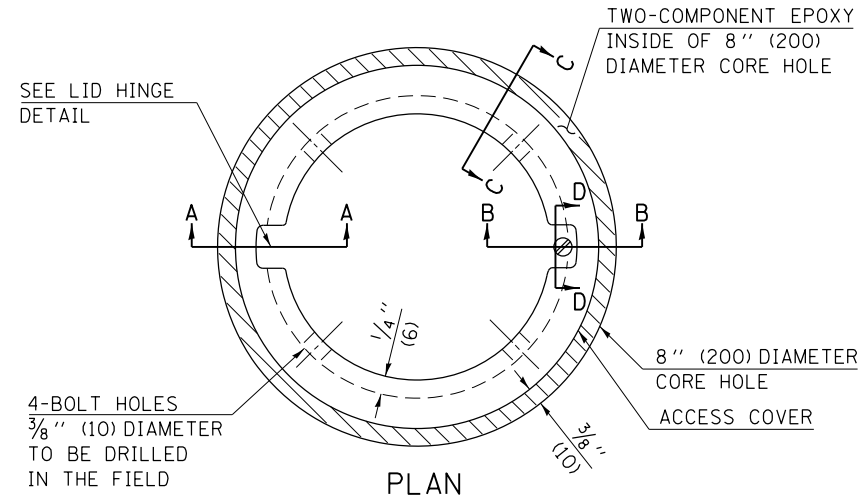 TWO-COMPONENT EPOXY
INSIDE OF 8" (200)
DIAMETER CORE HOLE
SEE LID HINGE
DETAIL
C
C
A
A
B
B
D
D
1/4"
(6)
3/8"
(10)
8" (200) DIAMETER
CORE HOLE
ACCESS COVER
4-BOLT HOLES
3/8" (10) DIAMETER
TO BE DRILLED
IN THE FIELD
PLAN